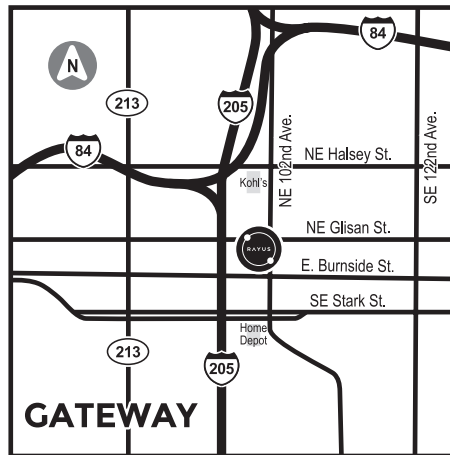 84
N
213
205
NE 102nd Ave.
SE 122nd Ave.
84
NE Halsey St.
Kohl's
NE Glisan St.
RAYUS
E. Burnside St.
SE Stark St.
Home
Depot
213
205
GATEWAY